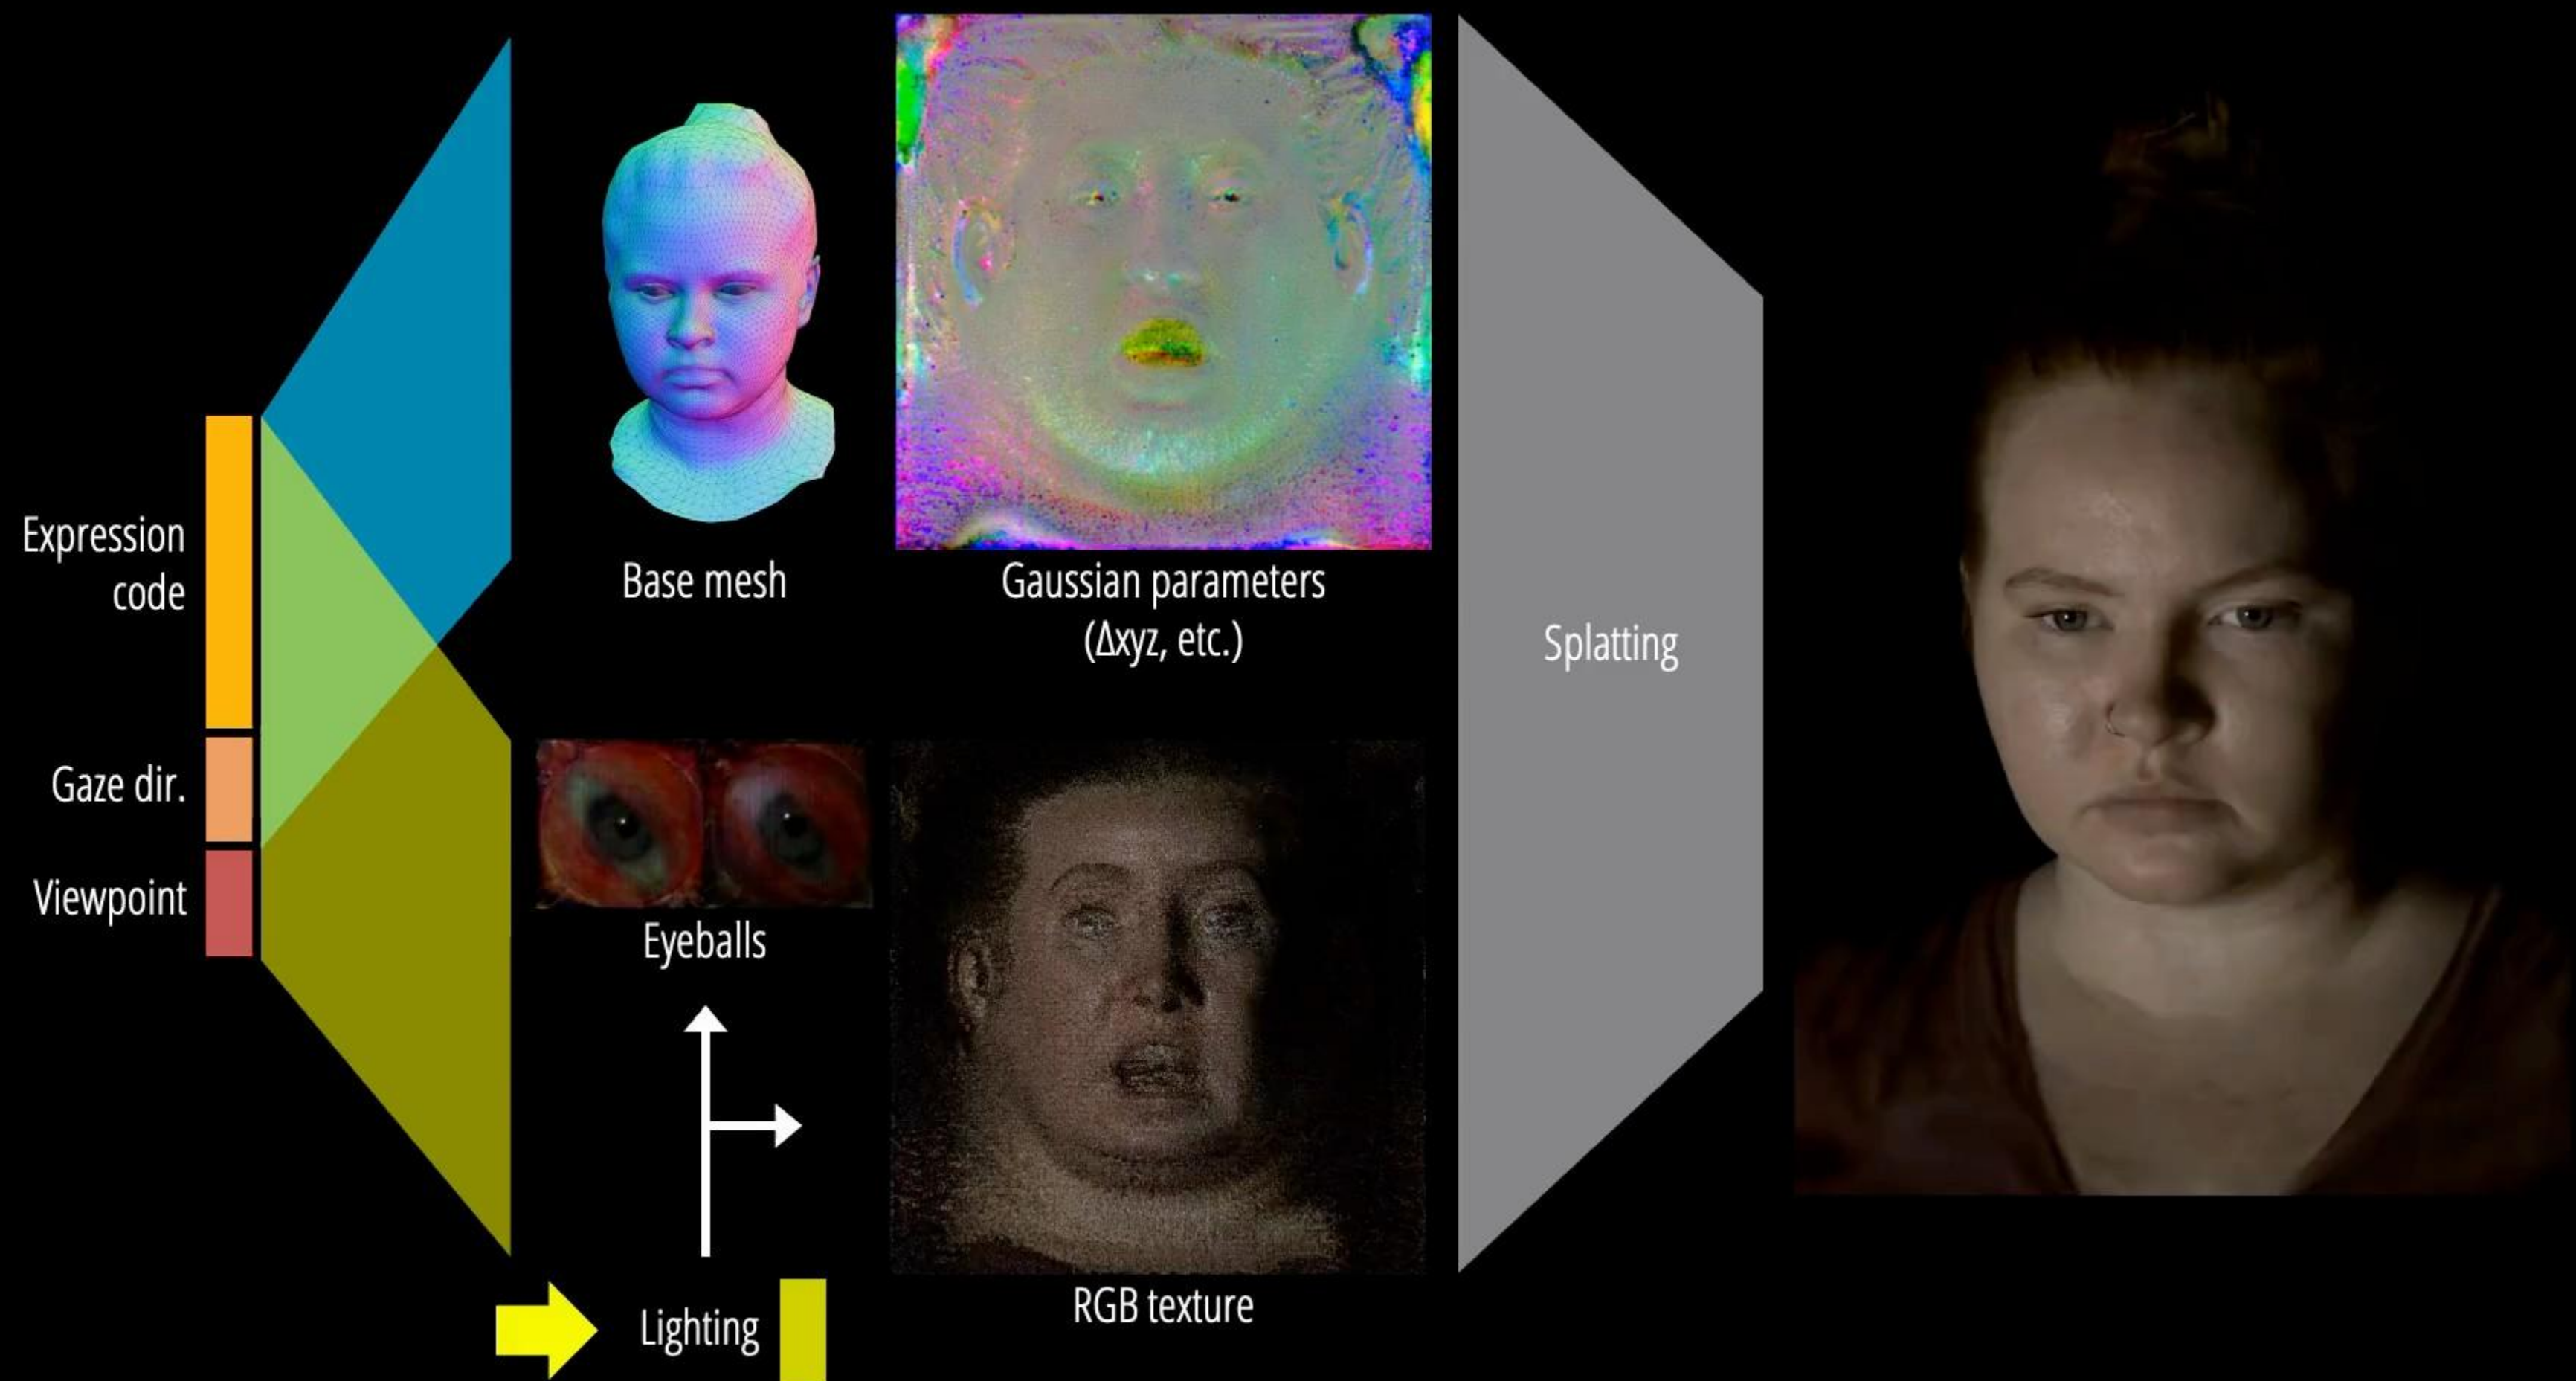 Expression
code
Gaze dir.
Viewpoint
Base mesh
Gaussian parameters
(Δxyz, etc.)
Eyeballs
Lighting
RGB texture
Splatting